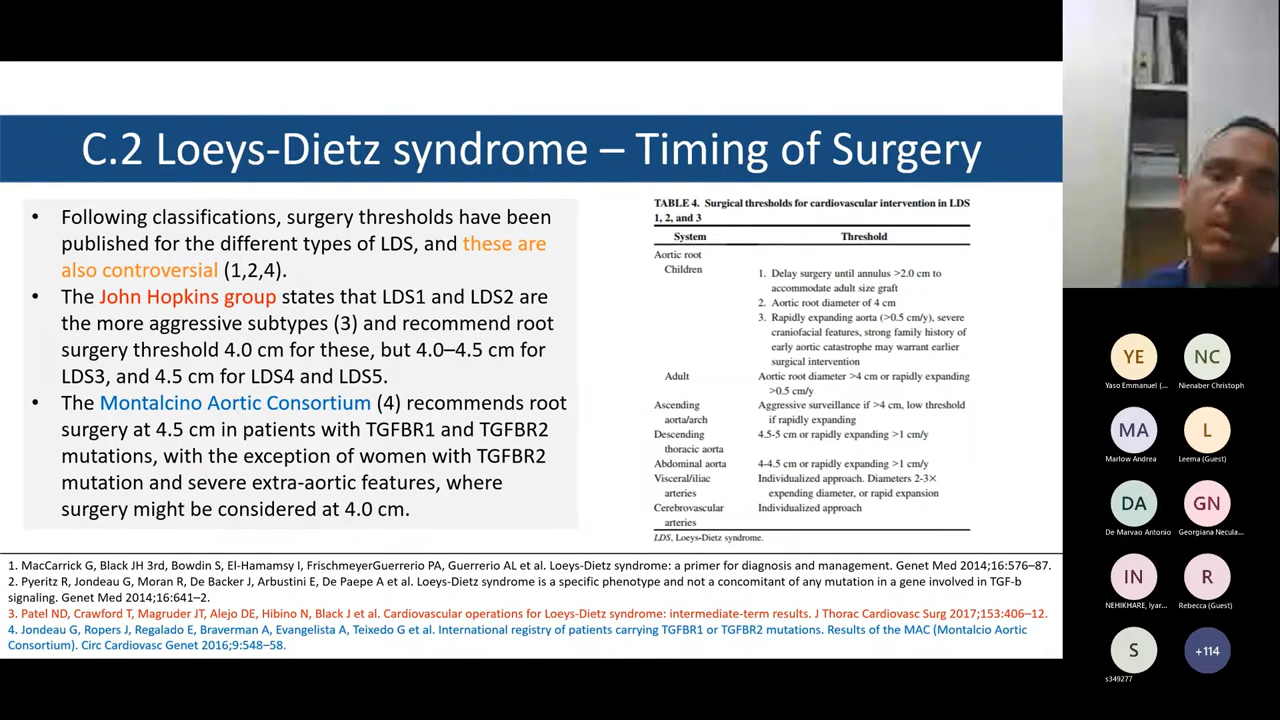 C.2 Loeys-Dietz syndrome – Timing of Surgery
• Following classifications, surgery thresholds have been
published for the different types of LDS, and these are
also controversial (1,2,4).
• The John Hopkins group states that LDS1 and LDS2 are
the more aggressive subtypes (3) and recommend root
surgery threshold 4.0 cm for these, but 4.0–4.5 cm for
LDS3, and 4.5 cm for LDS4 and LDS5.
• The Montalcino Aortic Consortium (4) recommends root
surgery at 4.5 cm in patients with TGFBR1 and TGFBR2
mutations, with the exception of women with TGFBR2
mutation and severe extra-aortic features, where
surgery might be considered at 4.0 cm.
TABLE 4. Surgical thresholds for cardiovascular intervention in LDS
1, 2, and 3
System Threshold
Aortic root
Children 1. Delay surgery until annulus >2.0 cm to
accommodate adult size graft
2. Aortic root diameter of 4 cm
3. Rapidly expanding aorta (>0.5 cm/y), severe
craniofacial features, strong family history of
early aortic catastrophe may warrant earlier
surgical intervention
Adult Aortic root diameter >4 cm or rapidly expanding
>0.5 cm/y
Ascending Aggressive surveillance if >4 cm, low threshold
aorta/arch if rapidly expanding
Descending 4.5-5 cm or rapidly expanding >1 cm/y
thoracic aorta
Abdominal aorta 4-4.5 cm or rapidly expanding >1 cm/y
Visceral/iliac Individualized approach. Diameters 2-3×
arteries expending diameter, or rapid expansion
Cerebrovascular Individualized approach
arteries
LDS, Loeys-Dietz syndrome.
1. MacCarrick G, Black JH 3rd, Bowdin S, El-Hamamsy I, FrischmeyerGuerrerio PA, Guerrerio AL et al. Loeys-Dietz syndrome: a primer for diagnosis and management. Genet Med 2014;16:576–87.
2. Pyeritz R, Jondeau G, Moran R, De Backer J, Arbustini E, De Paepe A et al. Loeys-Dietz syndrome is a specific phenotype and not a concomitant of any mutation in a gene involved in TGF-b
signaling. Genet Med 2014;16:641–2.
3. Patel ND, Crawford T, Magruder JT, Alejo DE, Hibino N, Black J et al. Cardiovascular operations for Loeys-Dietz syndrome: intermediate-term results. J Thorac Cardiovasc Surg 2017;153:406–12.
4. Jondeau G, Ropers J, Regalado E, Braverman A, Evangelista A, Teixedo G et al. International registry of patients carrying TGFBR1 or TGFBR2 mutations. Results of the MAC (Montalcio Aortic
Consortium). Circ Cardiovasc Genet 2016;9:548–58.
YE NC
Yaso Emmanuel (... Nienaber Christoph
MA L
Marlow Andrea Leema (Guest)
DA GN
De Marvao Antonio Georgiana Necula...
IN R
NEHIKHARE, Iyar... Rebecca (Guest)
S +114
s349277